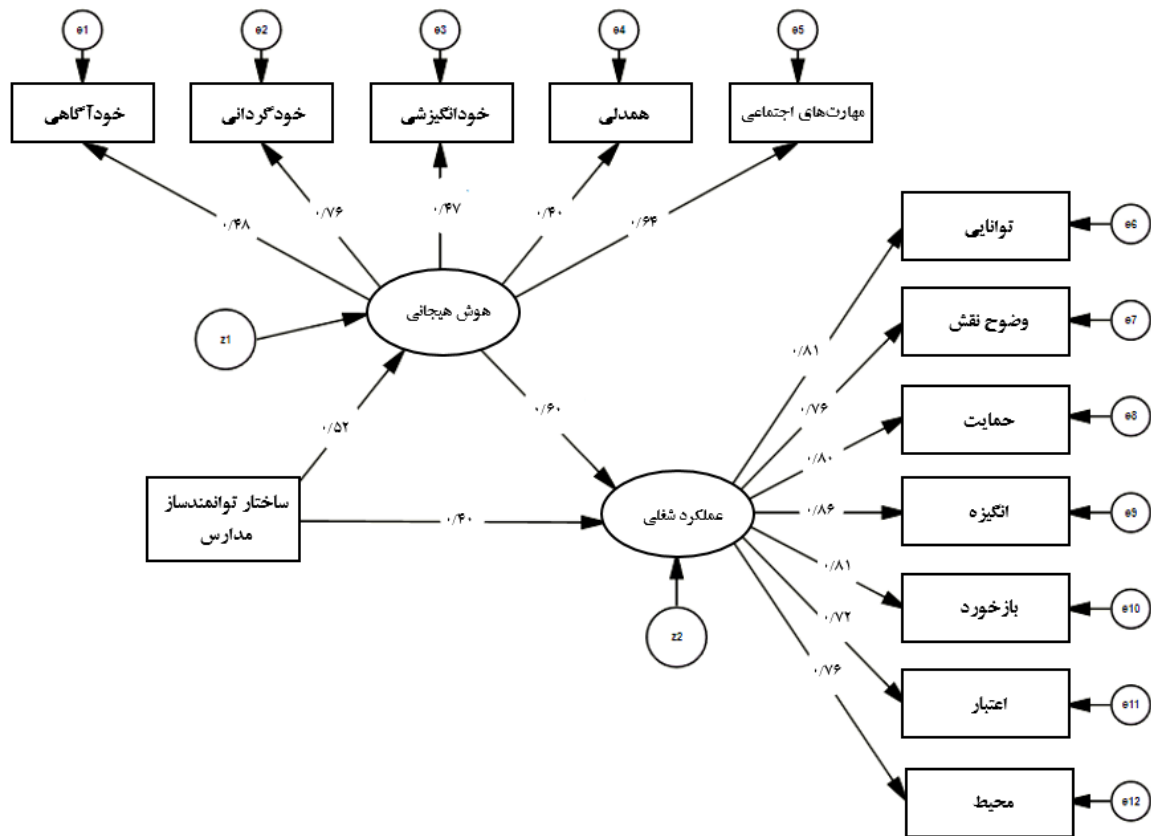 e1
e2
e3
e4
e5
خودآگاهی
خودگردانی
خودانگیزشی
همدلی
مهارت‌های اجتماعی
۰/۴۸
۰/۷۶
۰/۴۷
۰/۴۰
۰/۶۴
هوش هیجانی
z1
۰/۵۲
۰/۶۰
ساختار توانمندساز
مدارس
۰/۴۰
عملکرد شغلی
z2
۰/۸۱
۰/۷۶
۰/۸۰
۰/۸۶
۰/۸۱
۰/۷۲
۰/۷۶
توانایی
e6
وضوح نقش
e7
حمایت
e8
انگیزه
e9
بازخورد
e10
اعتبار
e11
محیط
e12